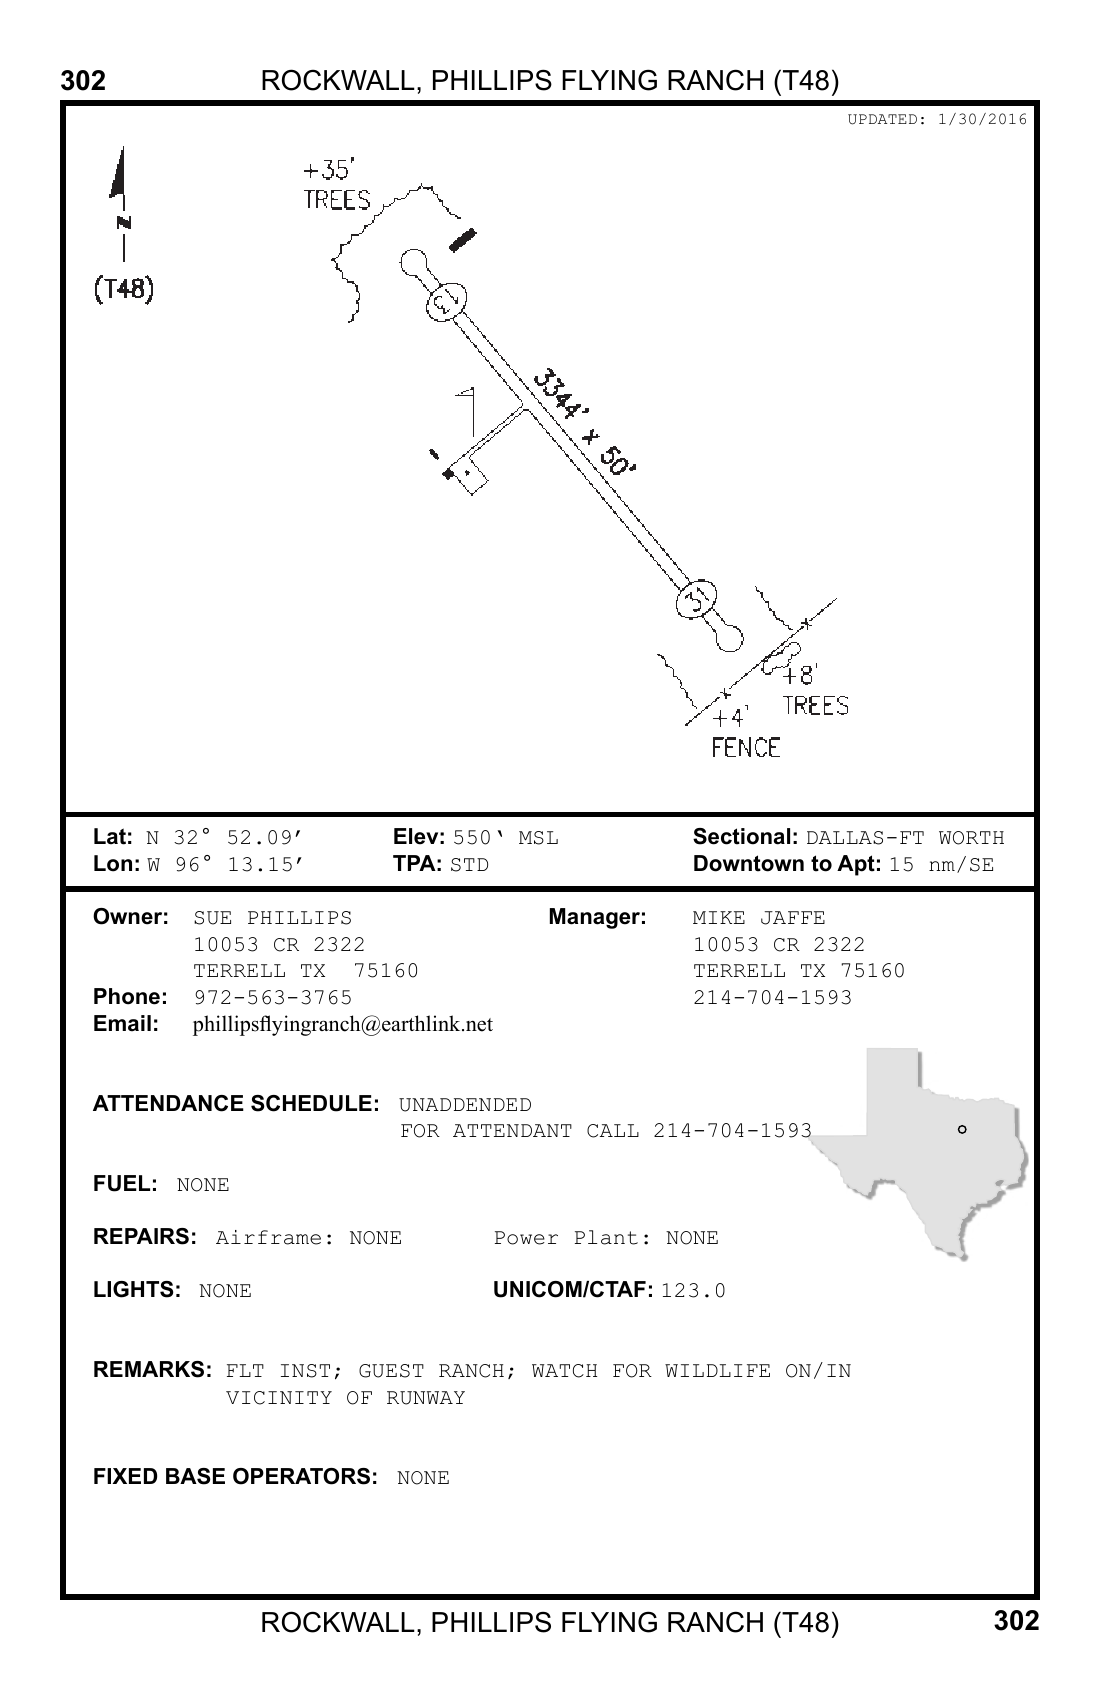 302 ROCKWALL, PHILLIPS FLYING RANCH (T48)
UPDATED: 1/30/2016
+35'
TREES
N
(T48)
13
3344' x 50'
31
+8'
TREES
+4'
FENCE
Lat: N 32° 52.09′ Elev: 550‘ MSL Sectional: DALLAS-FT WORTH
Lon: W 96° 13.15′ TPA: STD Downtown to Apt: 15 nm/SE
Owner: SUE PHILLIPS Manager: MIKE JAFFE
10053 CR 2322 10053 CR 2322
TERRELL TX 75160 TERRELL TX 75160
Phone: 972-563-3765 214-704-1593
Email: phillipsflyingranch@earthlink.net
ATTENDANCE SCHEDULE: UNADDENDED
FOR ATTENDANT CALL 214-704-1593
FUEL: NONE
REPAIRS: Airframe: NONE Power Plant: NONE
LIGHTS: NONE UNICOM/CTAF: 123.0
REMARKS: FLT INST; GUEST RANCH; WATCH FOR WILDLIFE ON/IN
VICINITY OF RUNWAY
FIXED BASE OPERATORS: NONE
ROCKWALL, PHILLIPS FLYING RANCH (T48) 302